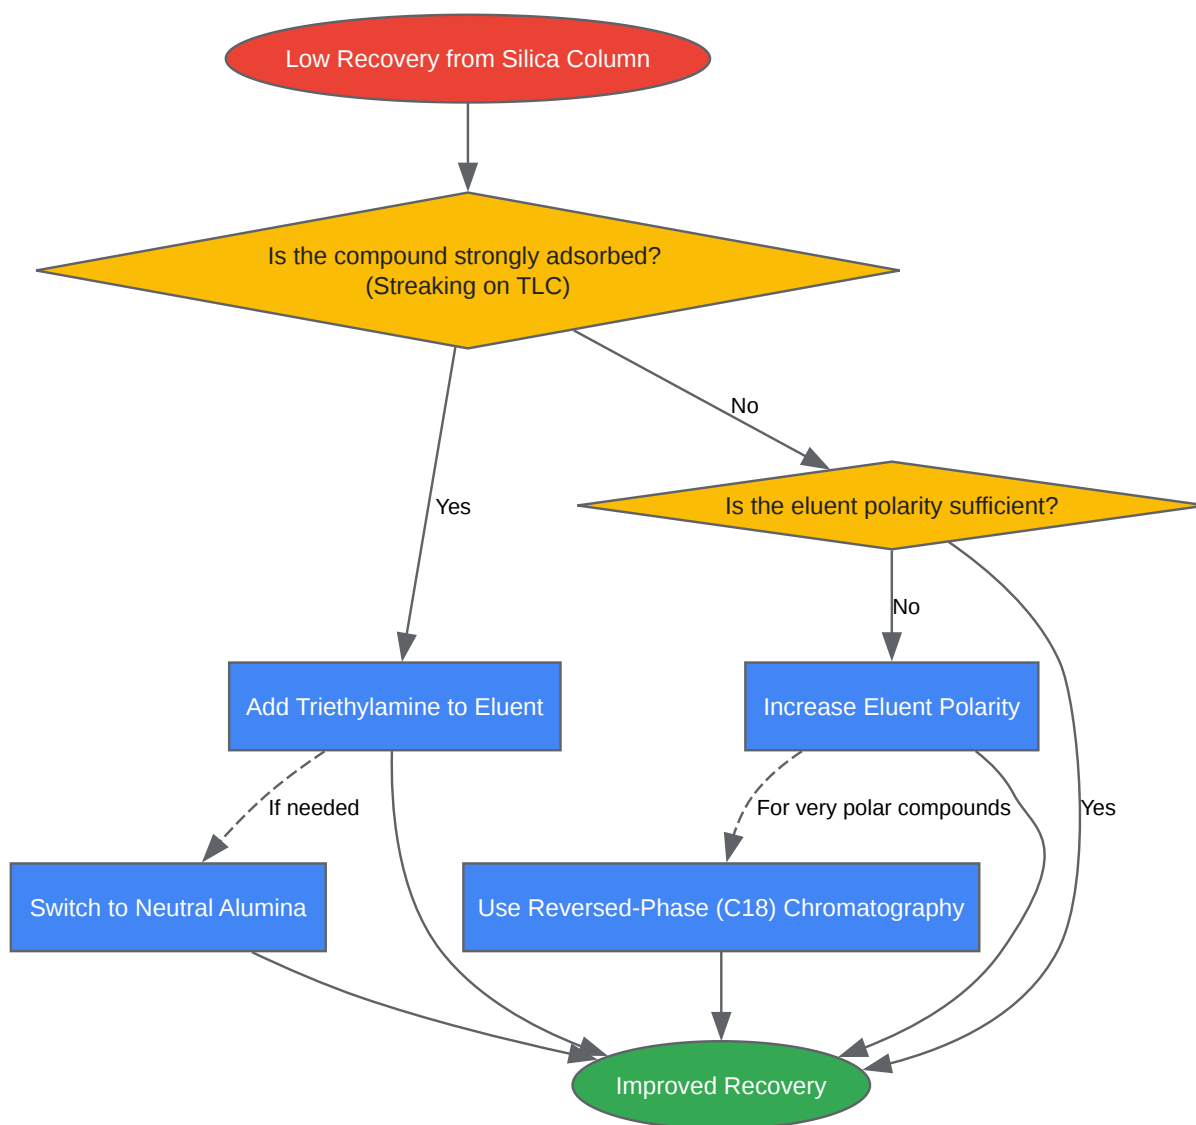 Low Recovery from Silica Column
Is the compound strongly adsorbed?
(Streaking on TLC)
No
Yes
Is the eluent polarity sufficient?
No
Add Triethylamine to Eluent
Increase Eluent Polarity
If needed
For very polar compounds
Yes
Switch to Neutral Alumina
Use Reversed-Phase (C18) Chromatography
Improved Recovery